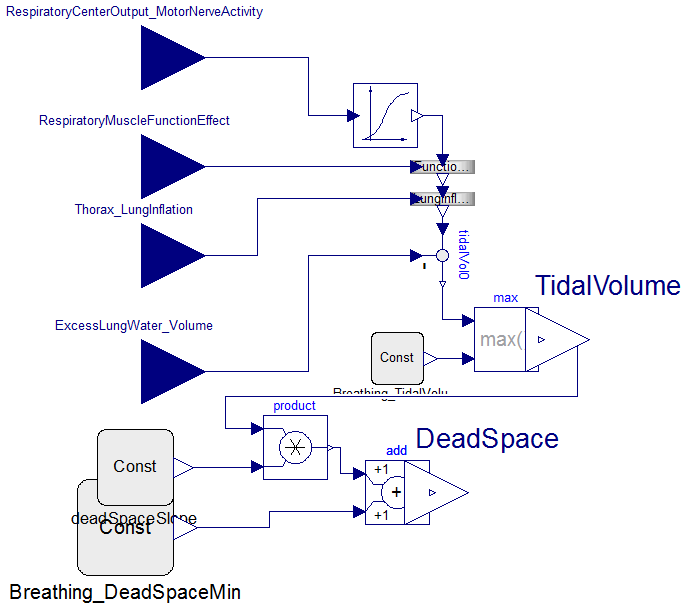 RespiratoryCenterOutput_MotorNerveActivity
RespiratoryMuscleFunctionEffect
Functio...
Thorax_LungInflation
LungInfl...
tidalVol0
-
ExcessLungWater_Volume
TidalVolume
max
max(
Const
Breathing_TidalVolu
product
DeadSpace
add
+1
+
+1
Const
deadSpaceSlope
Const
Breathing_DeadSpaceMin